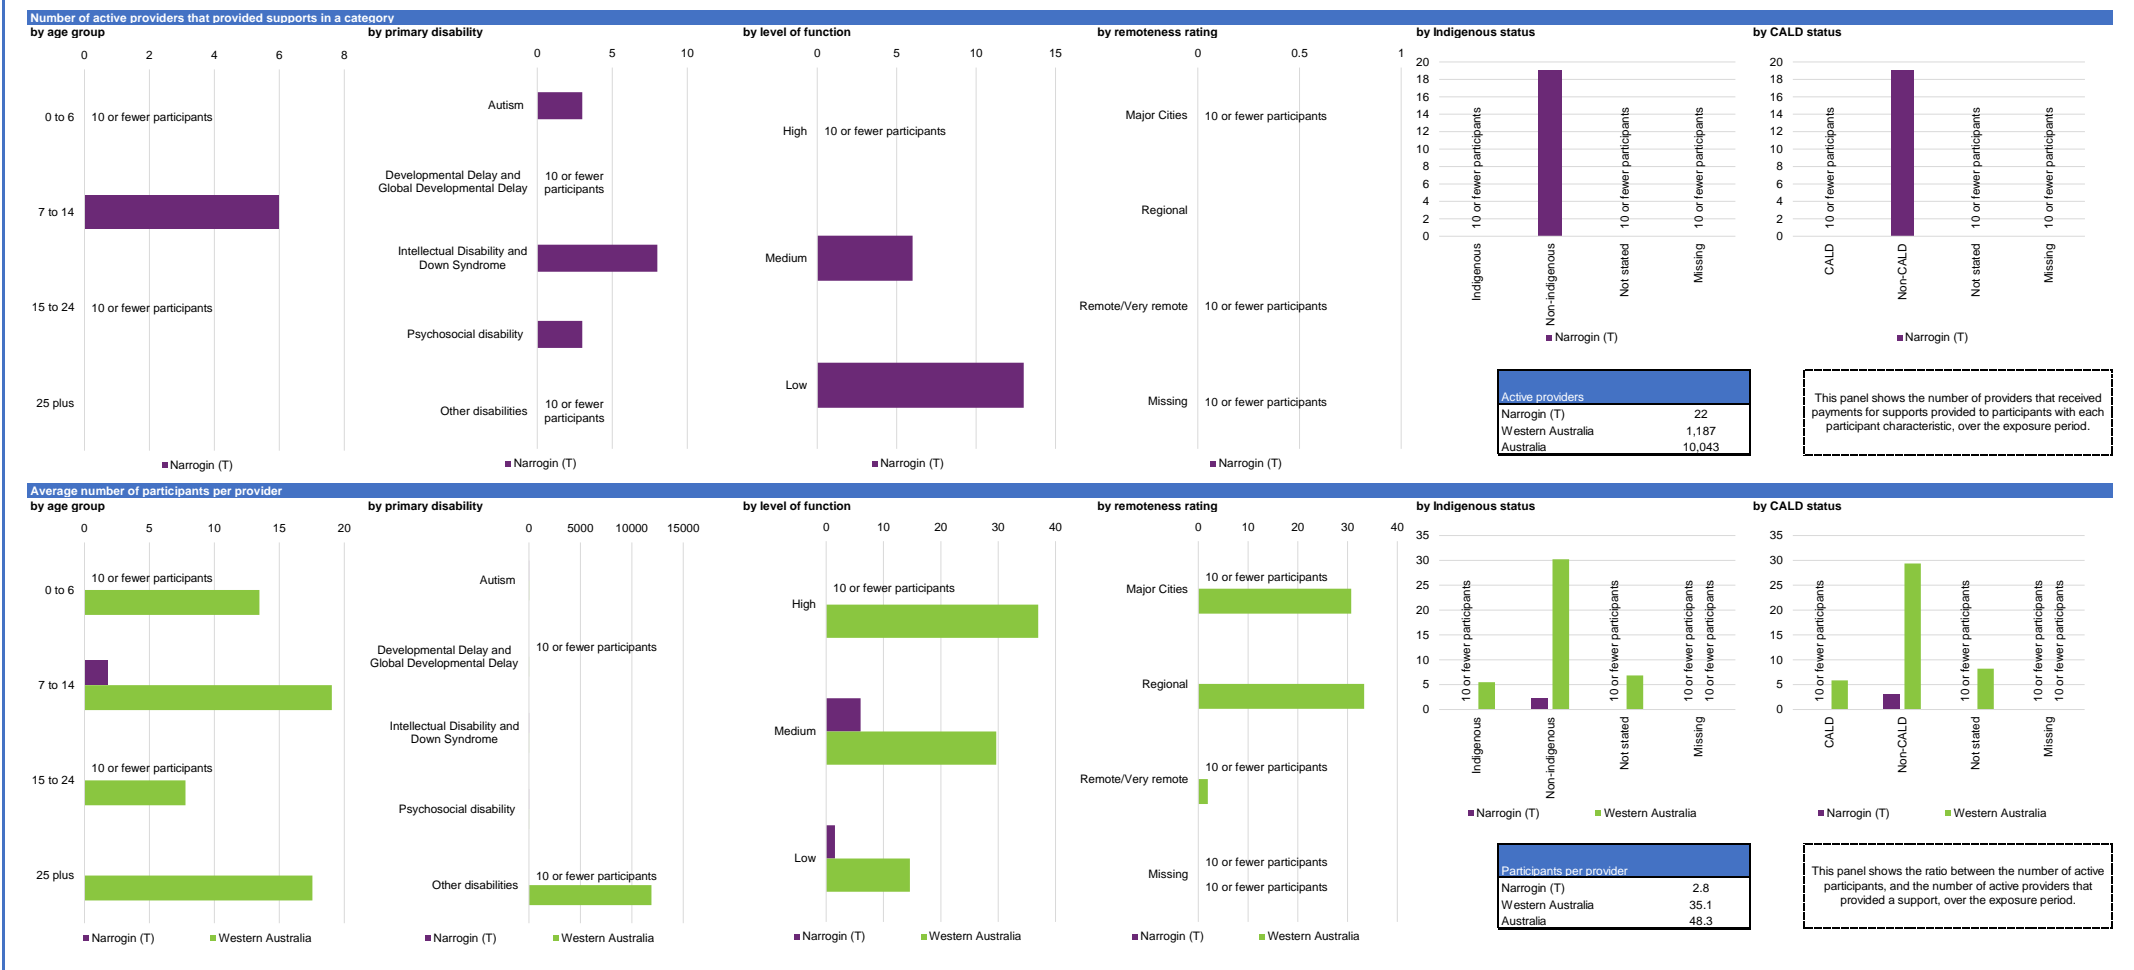 Number of active providers that provided supports in a category
by age group
0 2 4 6 8
0 to 6
10 or fewer participants
7 to 14
15 to 24
10 or fewer participants
25 plus
Narrogin (T)
by primary disability
0 5 10
Autism
Developmental Delay and
Global Developmental Delay
10 or fewer
participants
Intellectual Disability and
Down Syndrome
Psychosocial disability
Other disabilities
10 or fewer
participants
Narrogin (T)
by level of function
0 5 10 15
High
10 or fewer participants
Medium
Low
Narrogin (T)
by remoteness rating
0 0.5 1
Major Cities
10 or fewer participants
Regional
Remote/Very remote
10 or fewer participants
Missing
10 or fewer participants
Narrogin (T)
by Indigenous status
20
18
16
14
12
10
8
6
4
2
0
10 or fewer participants
10 or fewer participants
10 or fewer participants
Indigenous
Non-indigenous
Not stated
Missing
Narrogin (T)
by CALD status
20
18
16
14
12
10
8
6
4
2
0
10 or fewer participants
10 or fewer participants
10 or fewer participants
CALD
Non-CALD
Not stated
Missing
Narrogin (T)
Active providers
Narrogin (T) 22
Western Australia 1,187
Australia 10,043
This panel shows the number of providers that received
payments for supports provided to participants with each
participant characteristic, over the exposure period.
Average number of participants per provider
by age group
0 5 10 15 20
0 to 6
10 or fewer participants
7 to 14
15 to 24
10 or fewer participants
25 plus
Narrogin (T) Western Australia
by primary disability
0 5000 10000 15000
Autism
Developmental Delay and
Global Developmental Delay
10 or fewer participants
Intellectual Disability and
Down Syndrome
Psychosocial disability
Other disabilities
10 or fewer participants
Narrogin (T) Western Australia
by level of function
0 10 20 30 40
High
10 or fewer participants
Medium
Low
Narrogin (T) Western Australia
by remoteness rating
0 10 20 30 40
Major Cities
10 or fewer participants
Regional
Remote/Very remote
10 or fewer participants
Missing
10 or fewer participants
10 or fewer participants
Narrogin (T) Western Australia
by Indigenous status
35
30
25
20
15
10
5
0
10 or fewer participants
10 or fewer participants
10 or fewer participants
Indigenous
Non-indigenous
Not stated
Missing
Narrogin (T) Western Australia
by CALD status
35
30
25
20
15
10
5
0
10 or fewer participants
10 or fewer participants
10 or fewer participants
CALD
Non-CALD
Not stated
Missing
Narrogin (T) Western Australia
Participants per provider
Narrogin (T) 2.8
Western Australia 35.1
Australia 48.3
This panel shows the ratio between the number of active
participants, and the number of active providers that
provided a support, over the exposure period.